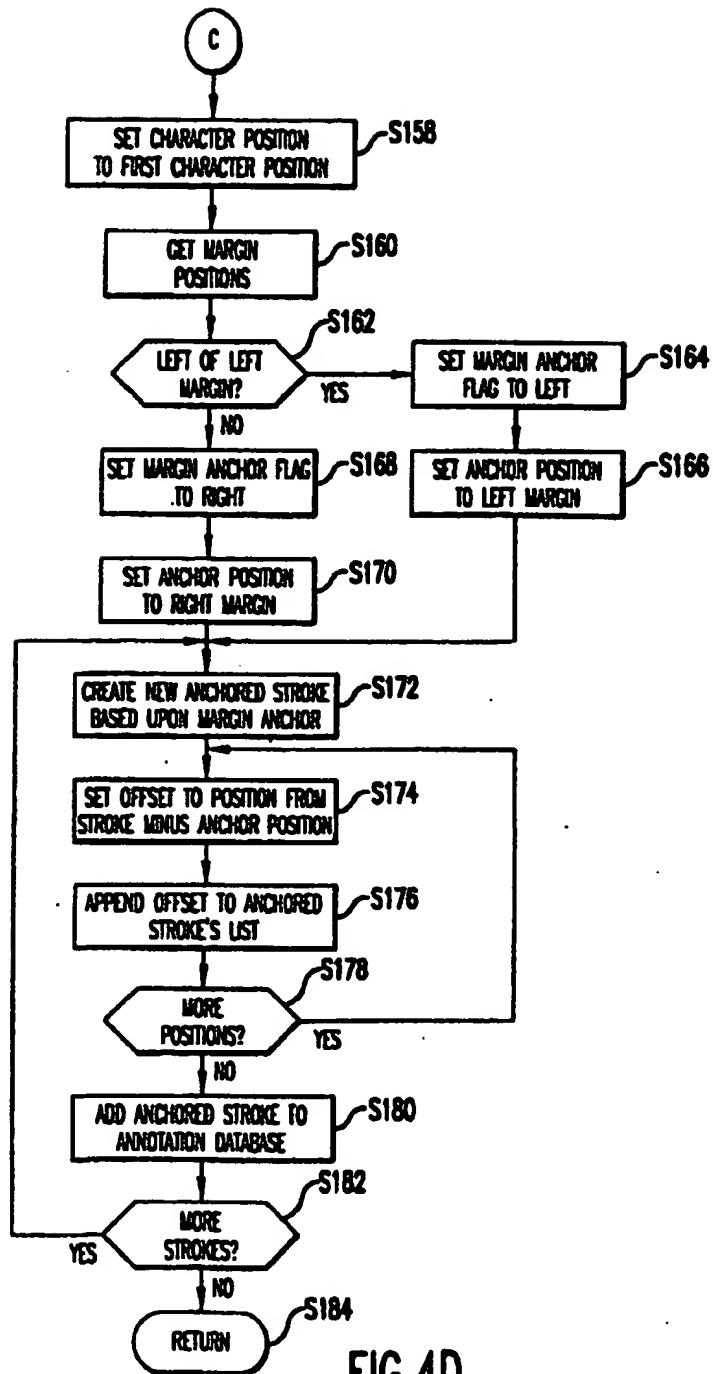 C
SET CHARACTER POSITION
TO FIRST CHARACTER POSITION
S158
GET MARGIN
POSITIONS
S160
LEFT OF LEFT
MARGIN?
S162
YES
SET MARGIN ANCHOR
FLAG TO LEFT
S164
NO
SET MARGIN ANCHOR FLAG
TO RIGHT
S168
SET ANCHOR POSITION
TO LEFT MARGIN
S166
SET ANCHOR POSITION
TO RIGHT MARGIN
S170
CREATE NEW ANCHORED STROKE
BASED UPON MARGIN ANCHOR
S172
SET OFFSET TO POSITION FROM
STROKE MINUS ANCHOR POSITION
S174
APPEND OFFSET TO ANCHORED
STROKE'S LIST
S176
MORE
POSITIONS?
S178
YES
NO
ADD ANCHORED STROKE TO
ANNOTATION DATABASE
S180
MORE
STROKES?
S182
YES
NO
RETURN
S184
FIG.4D